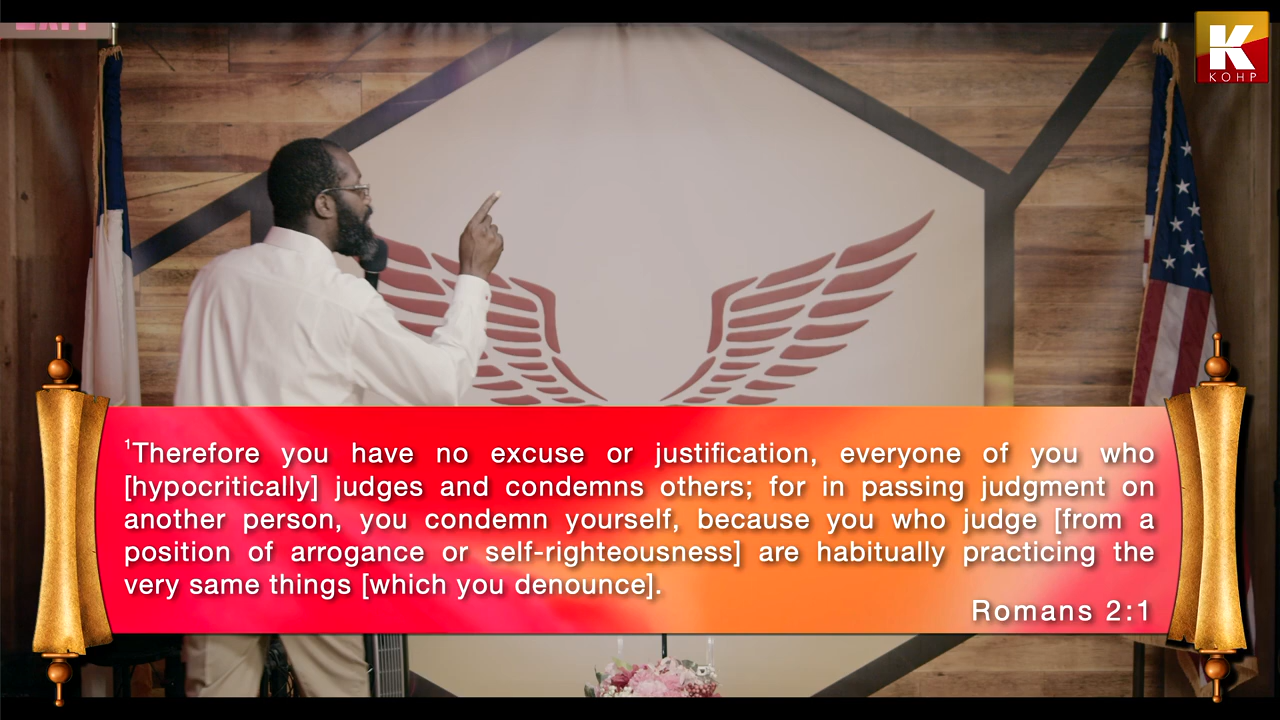 EXIT
K
KOHP
¹Therefore you have no excuse or justification, everyone of you who
[hypocritically] judges and condemns others; for in passing judgment on
another person, you condemn yourself, because you who judge [from a
position of arrogance or self-righteousness] are habitually practicing the
very same things [which you denounce].
Romans 2:1